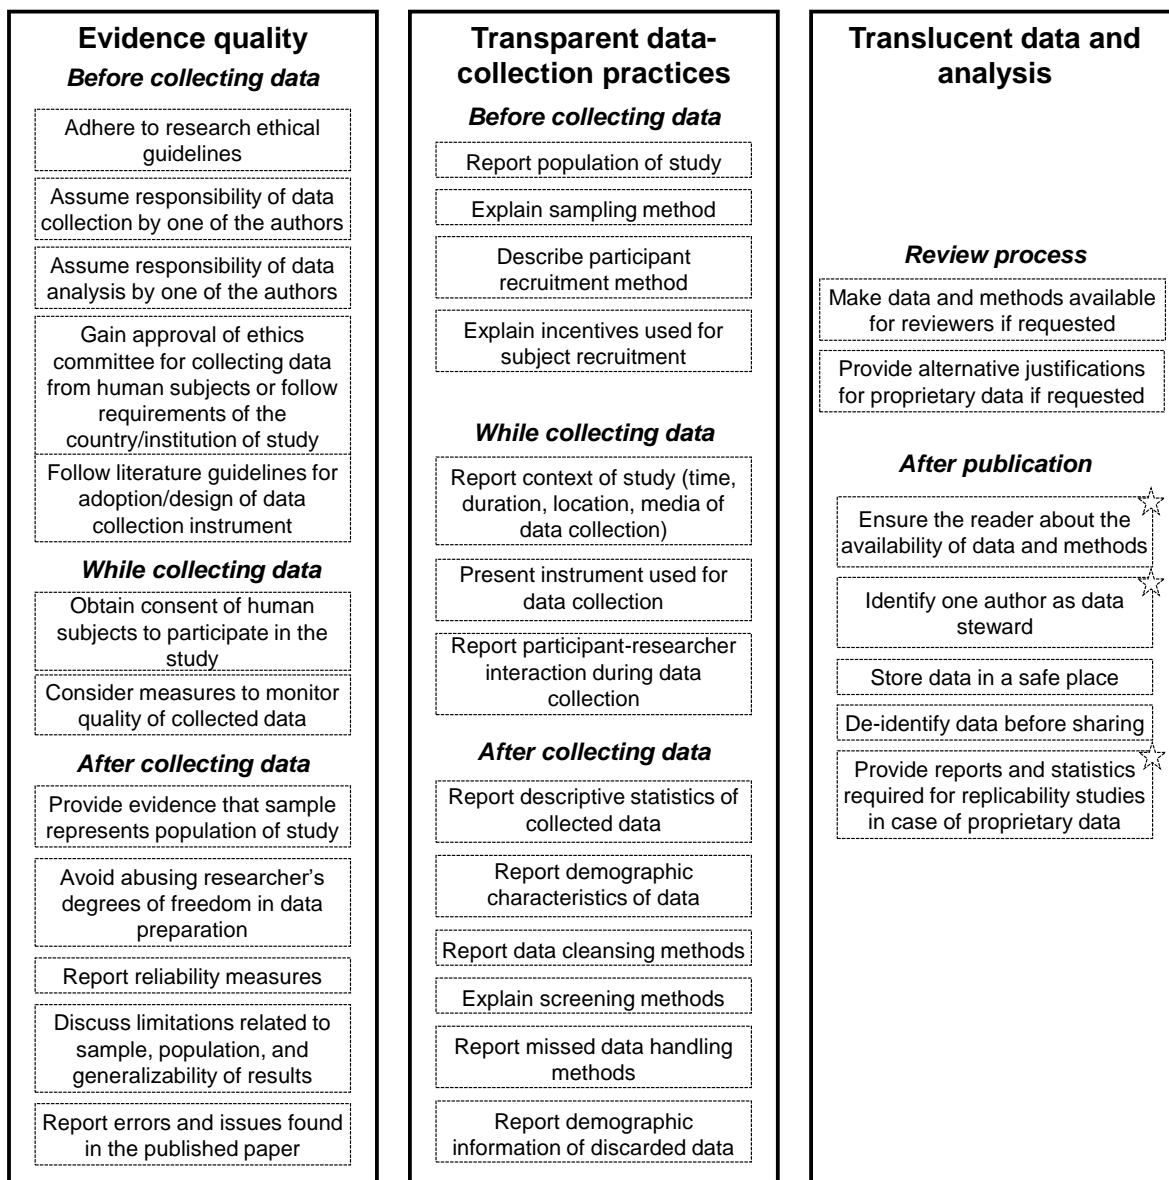 Evidence quality
Before collecting data
Adhere to research ethical
guidelines
Assume responsibility of data
collection by one of the authors
Assume responsibility of data
analysis by one of the authors
Gain approval of ethics
committee for collecting data
from human subjects or follow
requirements of the
country/institution of study
Follow literature guidelines for
adoption/design of data
collection instrument
While collecting data
Obtain consent of human
subjects to participate in the
study
Consider measures to monitor
quality of collected data
After collecting data
Provide evidence that sample
represents population of study
Avoid abusing researcher’s
degrees of freedom in data
preparation
Report reliability measures
Discuss limitations related to
sample, population, and
generalizability of results
Report errors and issues found
in the published paper
Transparent data-
collection practices
Before collecting data
Report population of study
Explain sampling method
Describe participant
recruitment method
Explain incentives used for
subject recruitment
While collecting data
Report context of study (time,
duration, location, media of
data collection)
Present instrument used for
data collection
Report participant-researcher
interaction during data
collection
After collecting data
Report descriptive statistics of
collected data
Report demographic
characteristics of data
Report data cleansing methods
Explain screening methods
Report missed data handling
methods
Report demographic
information of discarded data
Translucent data and
analysis
Review process
Make data and methods available
for reviewers if requested
Provide alternative justifications
for proprietary data if requested
After publication
Ensure the reader about the
availability of data and methods
Identify one author as data
steward
Store data in a safe place
De-identify data before sharing
Provide reports and statistics
required for replicability studies
in case of proprietary data